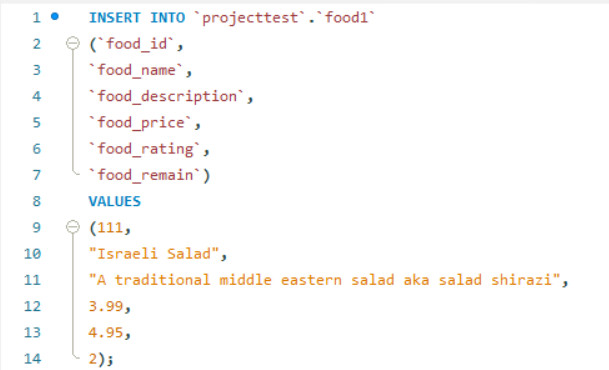 1 INSERT INTO `projecttest`.`food1`
2 (`food_id`,
3 `food_name`,
4 `food_description`,
5 `food_price`,
6 `food_rating`,
7 `food_remain`)
8 VALUES
9 (111,
10 "Israeli Salad",
11 "A traditional middle eastern salad aka salad shirazi",
12 3.99,
13 4.95,
14 2);